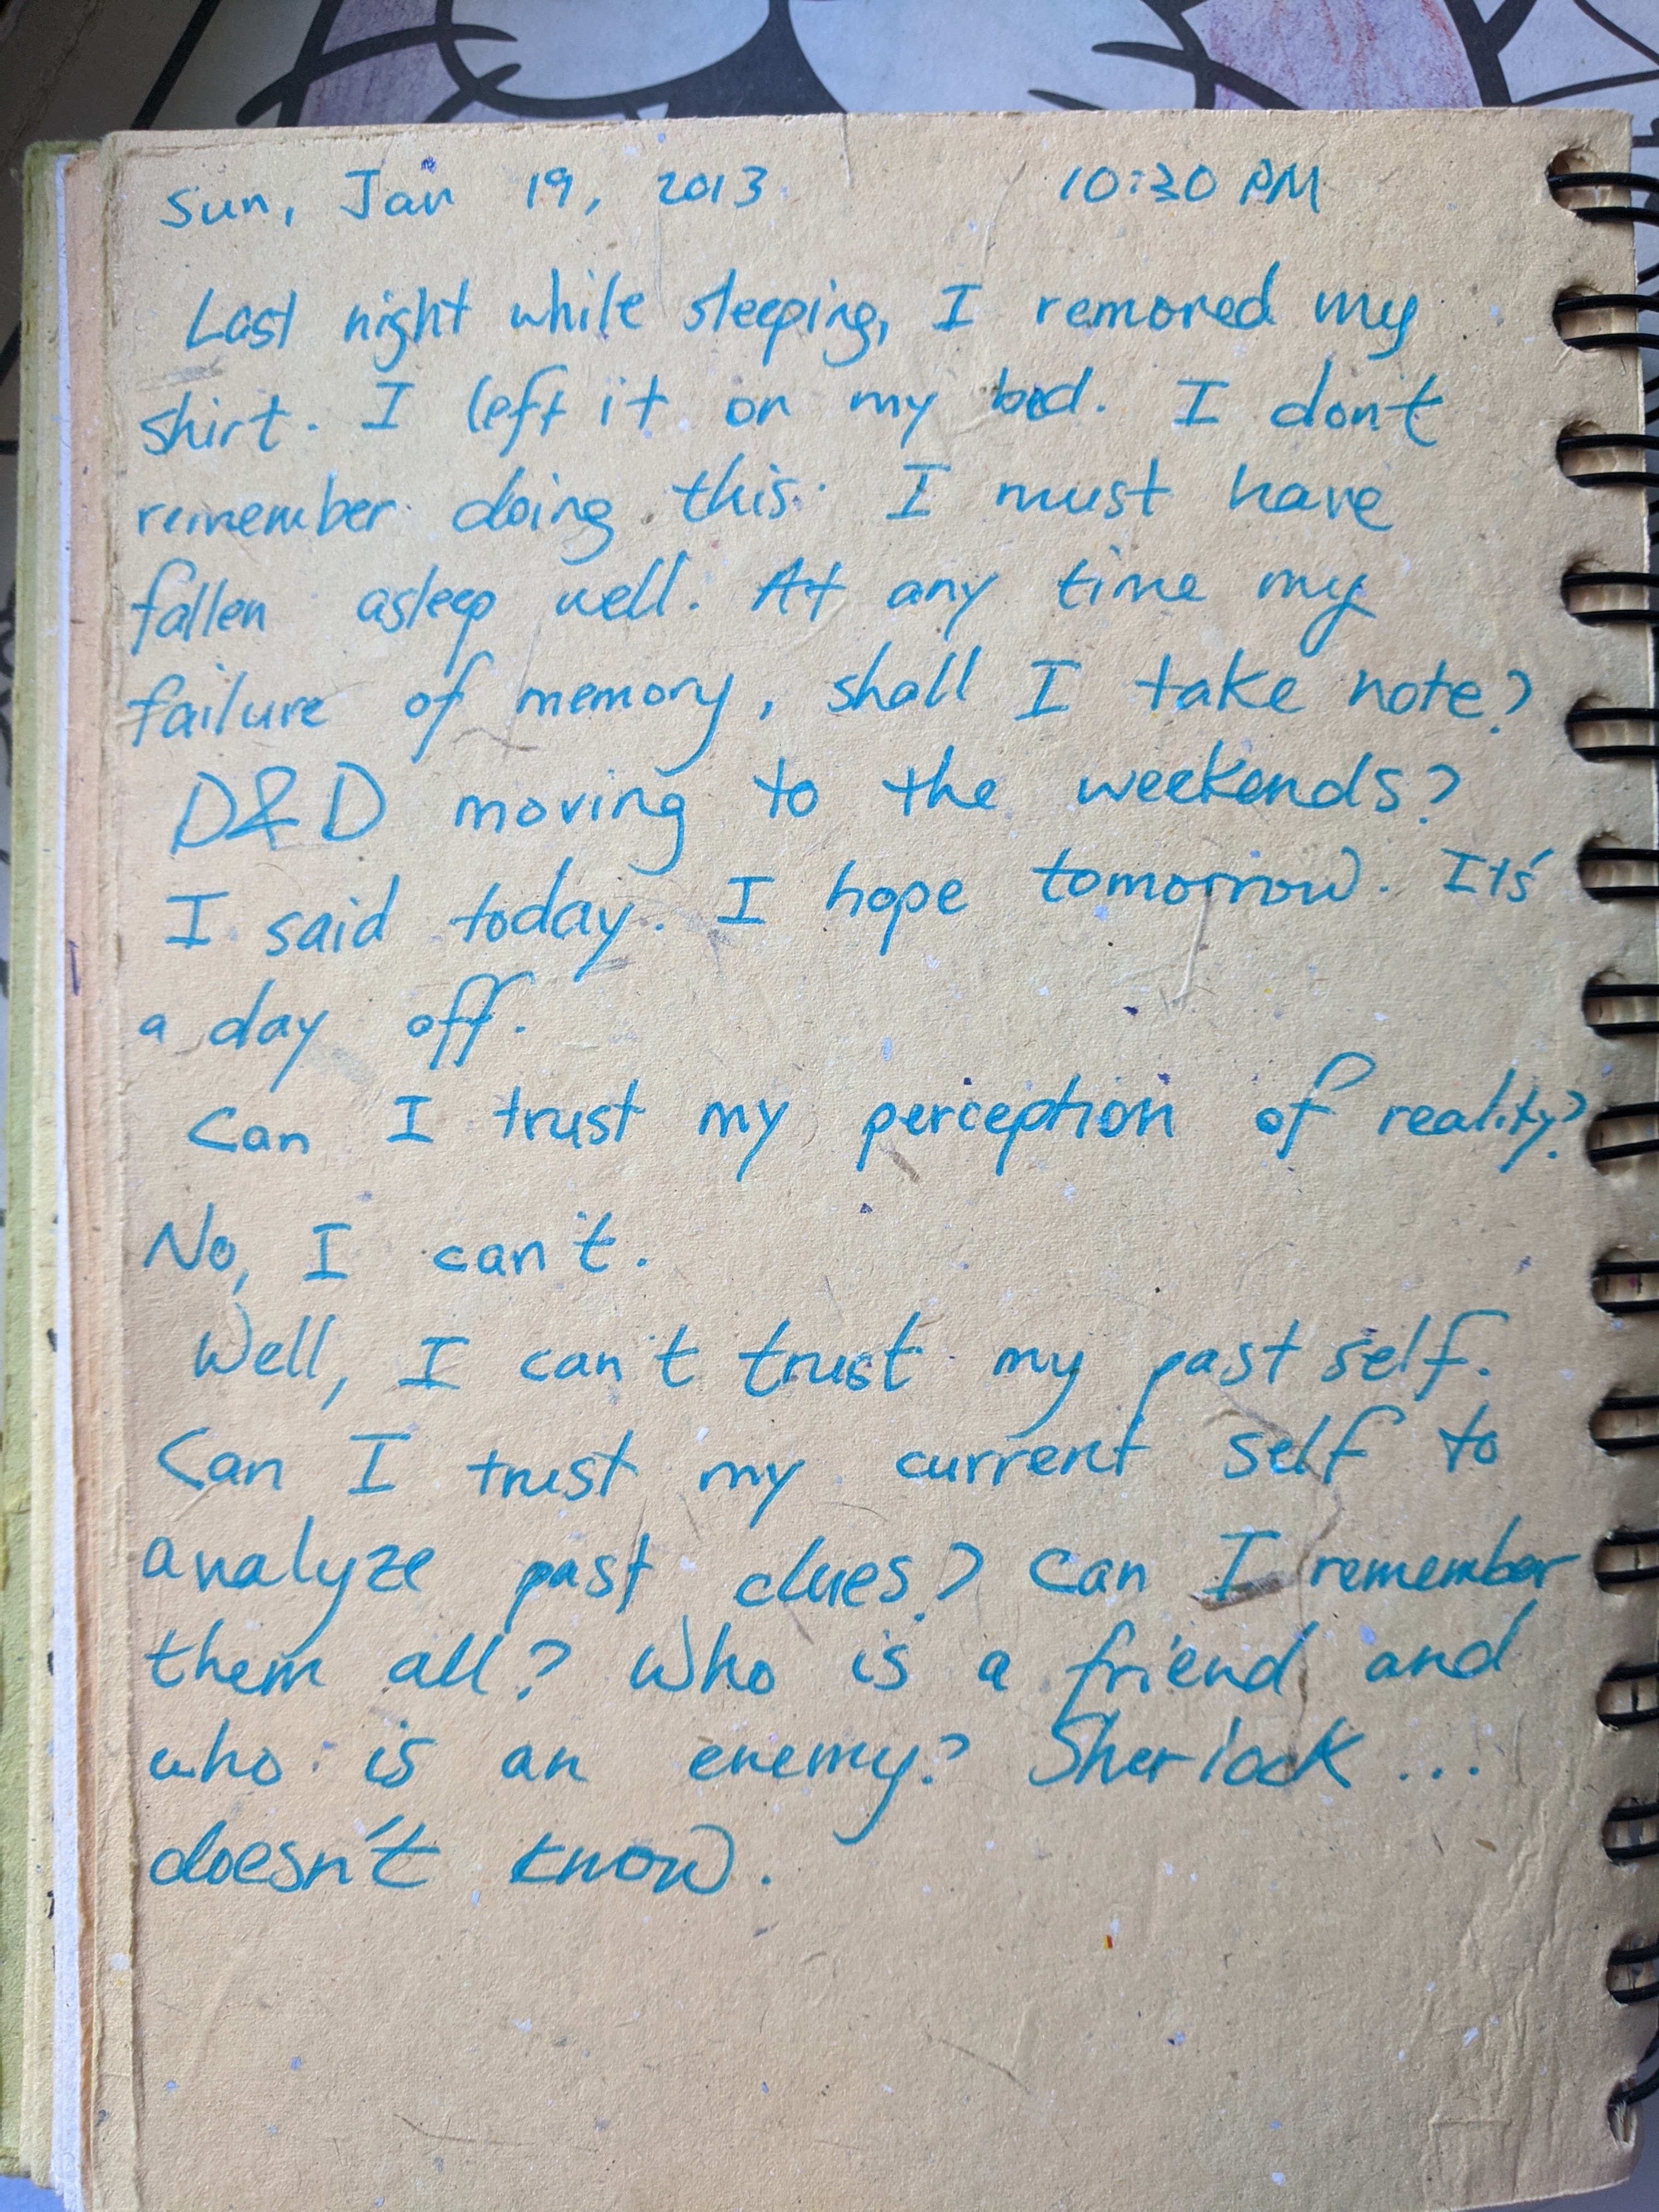 Sun, Jan 19, 2013 10:30 PM
Last night while sleeping, I removed my
shirt. I left it on my bed. I don't
remember doing this. I must have
fallen asleep well. At any time my
failure of memory, shall I take note?
D&D moving to the weekends?
I said today. I hope tomorrow. It's
a day off.
Can I trust my perception of reality?
No, I can't.
Well, I can't trust my past self.
Can I trust my current self to
analyze past clues? Can I remember
them all? Who is a friend and
who is an enemy? Sherlock...
doesn't know.